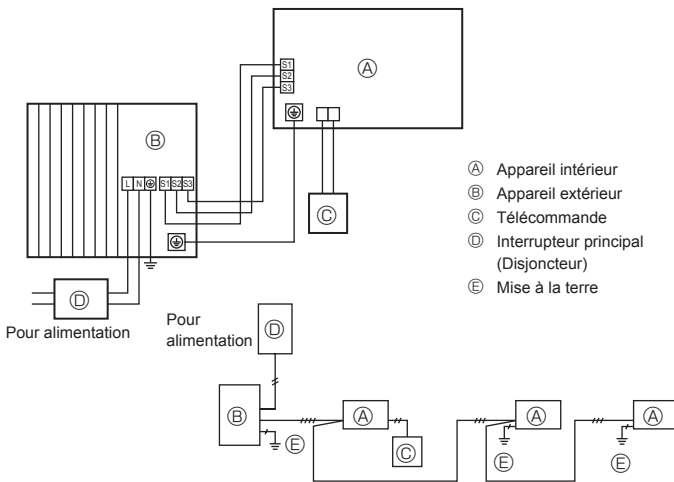 S1
S2
S3
Ⓐ
Ⓑ
L N S1 S2 S3
Ⓒ
Ⓓ
Pour alimentation
Ⓐ Appareil intérieur
Ⓑ Appareil extérieur
Ⓒ Télécommande
Ⓓ Interrupteur principal
(Disjoncteur)
Ⓔ Mise à la terre
Pour
alimentation
Ⓓ
Ⓑ
Ⓔ
Ⓐ
Ⓒ
Ⓐ
Ⓔ
Ⓐ
Ⓔ